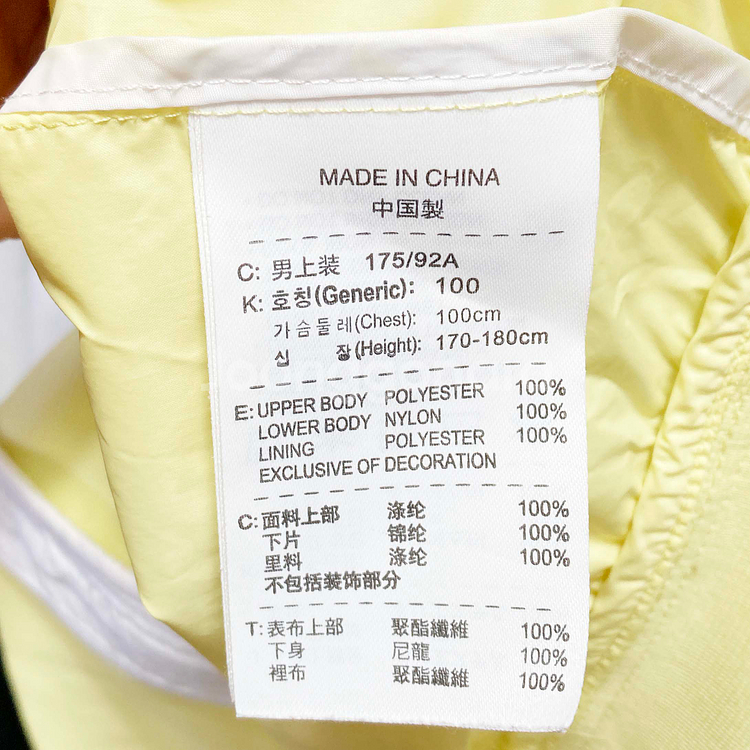 MADE IN CHINA
中国製
C: 男上装 175/92A
K: 호칭(Generic): 100
가슴둘레(Chest): 100cm
신 장(Height): 170-180cm
E: UPPER BODY POLYESTER 100%
LOWER BODY NYLON 100%
LINING POLYESTER 100%
EXCLUSIVE OF DECORATION
C: 面料上部 涤纶 100%
下片 锦纶 100%
里料 涤纶 100%
不包括装饰部分
T: 表布上部 聚酯纖維 100%
下身 尼龍 100%
裡布 聚酯纖維 100%